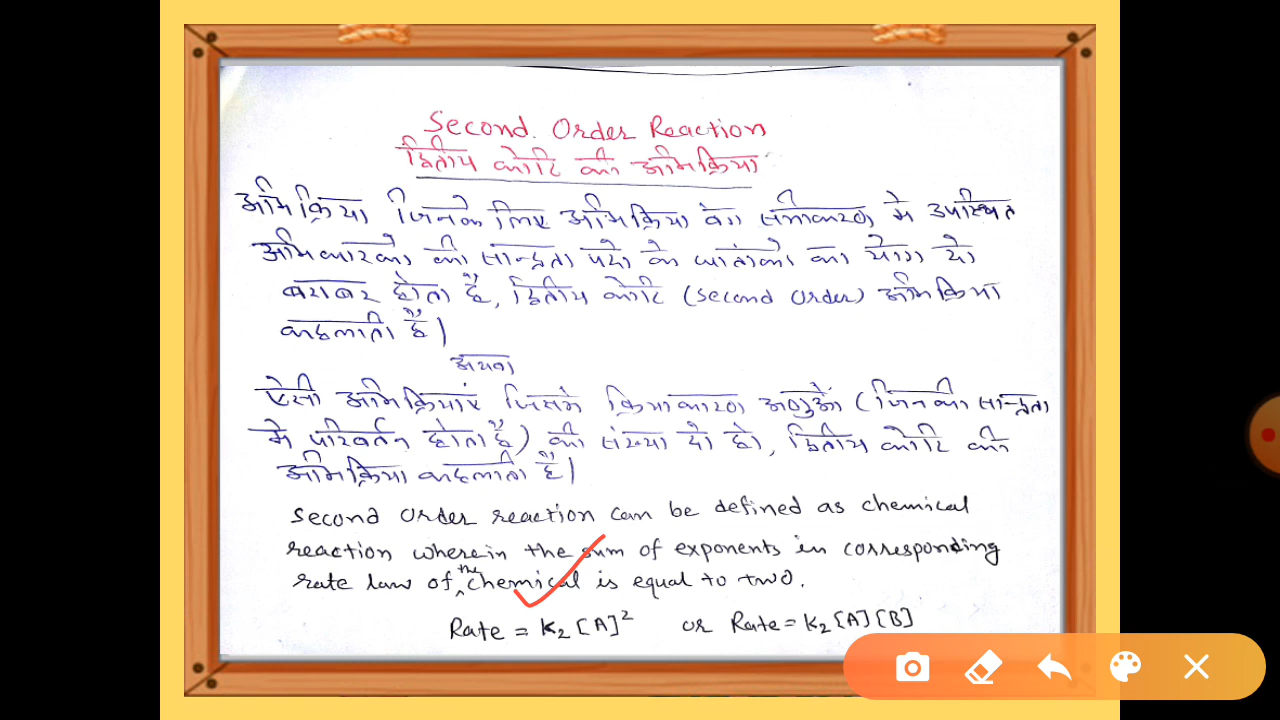 Second Order Reaction
द्वितीय कोटि की अभिक्रिया
अभिक्रिया जिनके लिए अभिक्रिया वेग समीकरण में उपस्थित
अभिकारको की सान्द्रता पदो के घातांको का योग दो
बराबर होता है, द्वितीय कोटि (Second Order) अभिक्रिया
कहलाती है।
अथवा
ऐसी अभिक्रियाएं जिसमे क्रियाकारण अणुओं (जिनकी सान्द्रता
मे परिवर्तन होता है) की संख्या दो हो, द्वितीय कोटि की
अभिक्रिया कहलाती है।
Second order reaction can be defined as chemical
reaction wherein the sum of exponents in corresponding
rate law of the chemical is equal to two.
Rate = K₂[A]² or Rate = K₂[A][B]